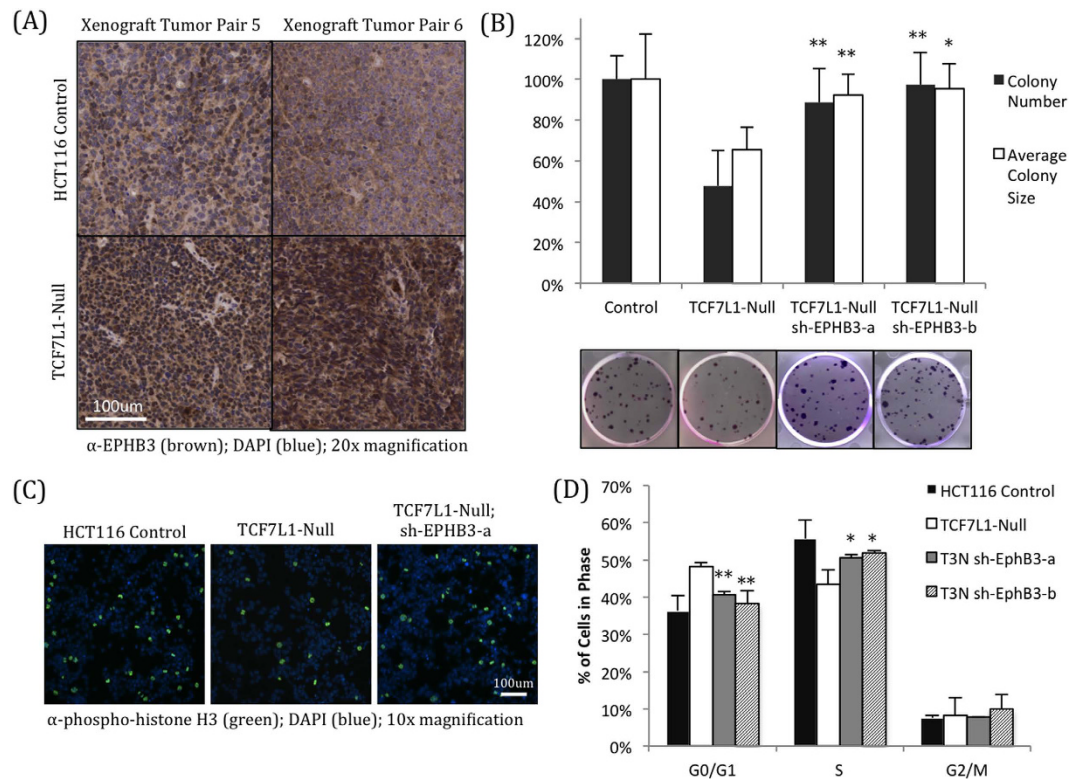 (A)
Xenograft Tumor Pair 5
Xenograft Tumor Pair 6
HCT116 Control
TCF7L1-Null
100um
α-EPHB3 (brown); DAPI (blue); 20x magnification
(B)
120%
100%
80%
60%
40%
20%
0%
**
**
**
*
Control
TCF7L1-Null
TCF7L1-Null
sh-EPHB3-a
TCF7L1-Null
sh-EPHB3-b
Colony
Number
Average
Colony
Size
(C)
HCT116 Control
TCF7L1-Null
TCF7L1-Null;
sh-EPHB3-a
100um
α-phospho-histone H3 (green); DAPI (blue); 10x magnification
(D)
% of Cells in Phase
70%
60%
50%
40%
30%
20%
10%
0%
**
**
*
*
G0/G1
S
G2/M
HCT116 Control
TCF7L1-Null
T3N sh-EphB3-a
T3N sh-EphB3-b